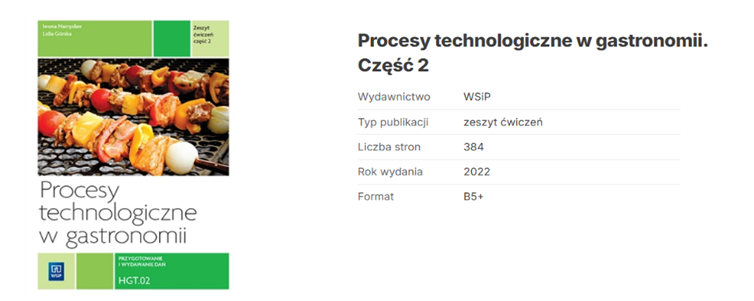 Iwona Namysław
Lidia Górska
Zeszyt
ćwiczeń
część 2
Procesy
technologiczne
w gastronomii
WSiP
PRZYGOTOWANIE
I WYDAWANIE DAŃ
HGT.02
Procesy technologiczne w gastronomii.
Część 2
Wydawnictwo WSiP
Typ publikacji zeszyt ćwiczeń
Liczba stron 384
Rok wydania 2022
Format B5+